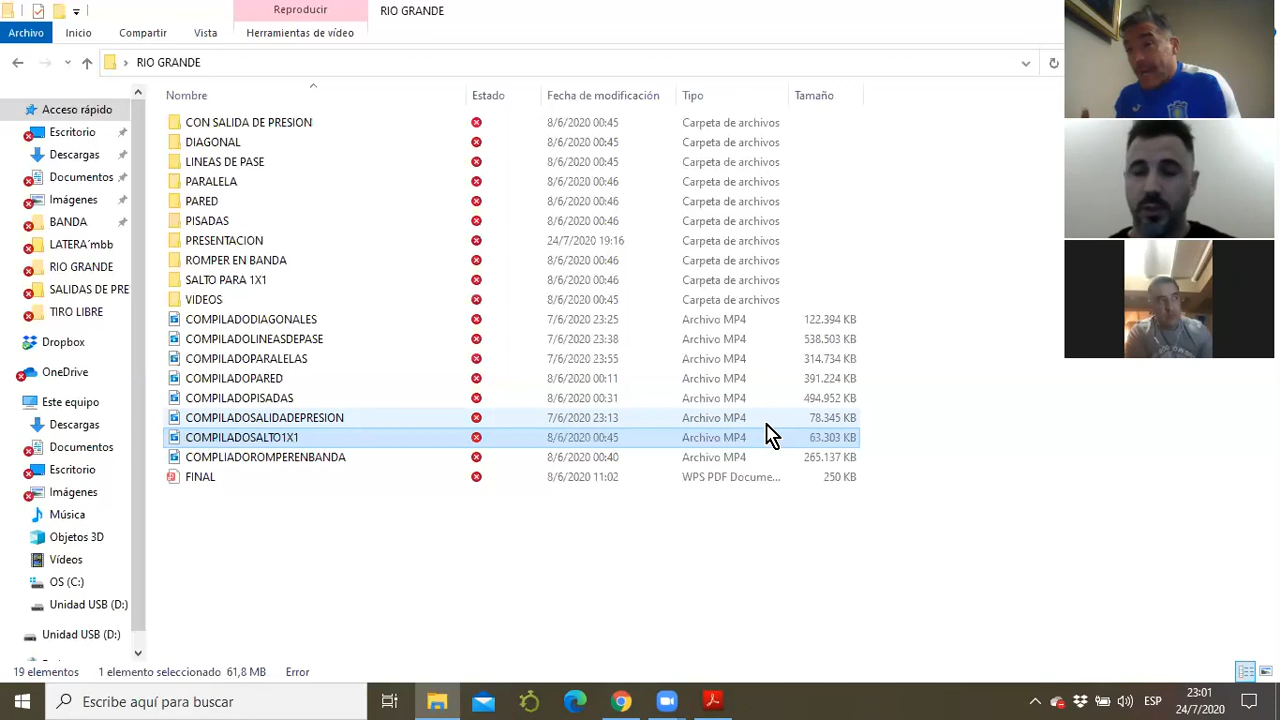 Reproducir
RIO GRANDE
Archivo
Inicio
Compartir
Vista
Herramientas de vídeo
RIO GRANDE
Nombre
Estado
Fecha de modificación
Tipo
Tamaño
Acceso rápido
Escritorio
Descargas
Documentos
Imágenes
BANDA
LATERA´mbb
RIO GRANDE
SALIDAS DE PRE
TIRO LIBRE
Dropbox
OneDrive
Este equipo
Descargas
Documentos
Escritorio
Imágenes
Música
Objetos 3D
Vídeos
OS (C:)
Unidad USB (D:)
Unidad USB (D:)
CON SALIDA DE PRESION 8/6/2020 00:45 Carpeta de archivos
DIAGONAL 8/6/2020 00:45 Carpeta de archivos
LINEAS DE PASE 8/6/2020 00:45 Carpeta de archivos
PARALELA 8/6/2020 00:46 Carpeta de archivos
PARED 8/6/2020 00:46 Carpeta de archivos
PISADAS 8/6/2020 00:46 Carpeta de archivos
PRESENTACION 24/7/2020 19:16 Carpeta de archivos
ROMPER EN BANDA 8/6/2020 00:46 Carpeta de archivos
SALTO PARA 1X1 8/6/2020 00:46 Carpeta de archivos
VIDEOS 8/6/2020 00:45 Carpeta de archivos
COMPILADODIAGONALES 7/6/2020 23:25 Archivo MP4 122.394 KB
COMPILADOLINEASDEPASE 7/6/2020 23:38 Archivo MP4 538.503 KB
COMPILADOPARALELAS 7/6/2020 23:55 Archivo MP4 314.734 KB
COMPILADOPARED 8/6/2020 00:11 Archivo MP4 391.224 KB
COMPILADOPISADAS 8/6/2020 00:31 Archivo MP4 494.952 KB
COMPILADOSALIDADEPRESION 7/6/2020 23:13 Archivo MP4 78.345 KB
COMPILADOSALTO1X1 8/6/2020 00:45 Archivo MP4 63.303 KB
COMPLIADOROMPERENBANDA 8/6/2020 00:40 Archivo MP4 265.137 KB
FINAL 8/6/2020 11:02 WPS PDF Docume... 250 KB
19 elementos 1 elemento seleccionado 61,8 MB Error
Escribe aquí para buscar
ESP
23:01
24/7/2020